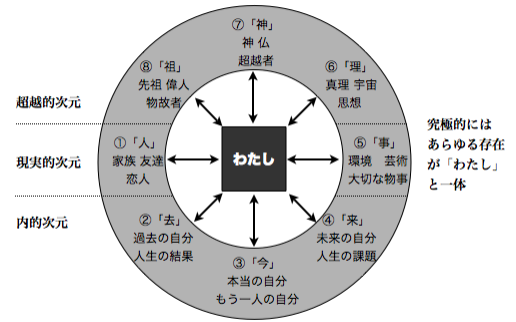 ⑦「神」
神 仏
超越者
⑧「祖」
先祖 偉人
物故者
⑥「理」
真理 宇宙
思想
超越的次元
①「人」
家族 友達
恋人
わたし
⑤「事」
環境 芸術
大切な物事
現実的次元
究極的には
あらゆる存在
が「わたし」
と一体
内的次元
②「去」
過去の自分
人生の結果
④「来」
未来の自分
人生の課題
③「今」
本当の自分
もう一人の自分